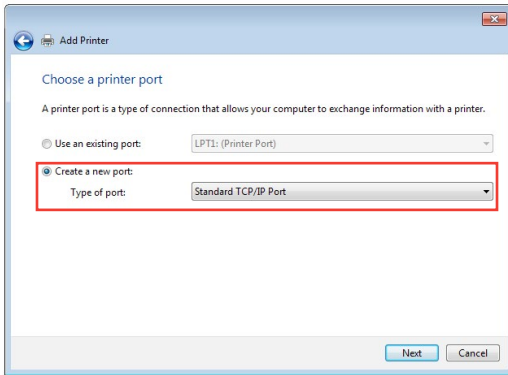 Add Printer
Choose a printer port
A printer port is a type of connection that allows your computer to exchange information with a printer.
Use an existing port: LPT1: (Printer Port)
Create a new port:
Type of port: Standard TCP/IP Port
Next Cancel